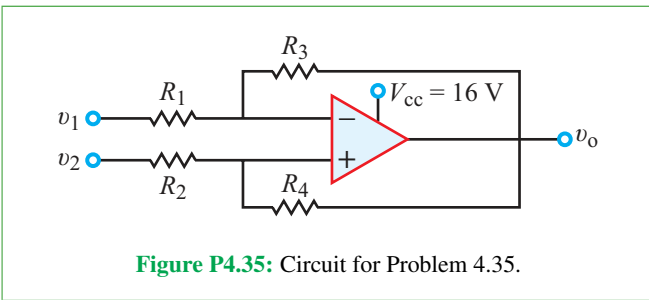 R3
R1
Vcc = 16 V
υ1
−
υo
υ2
+
R2
R4
Figure P4.35: Circuit for Problem 4.35.